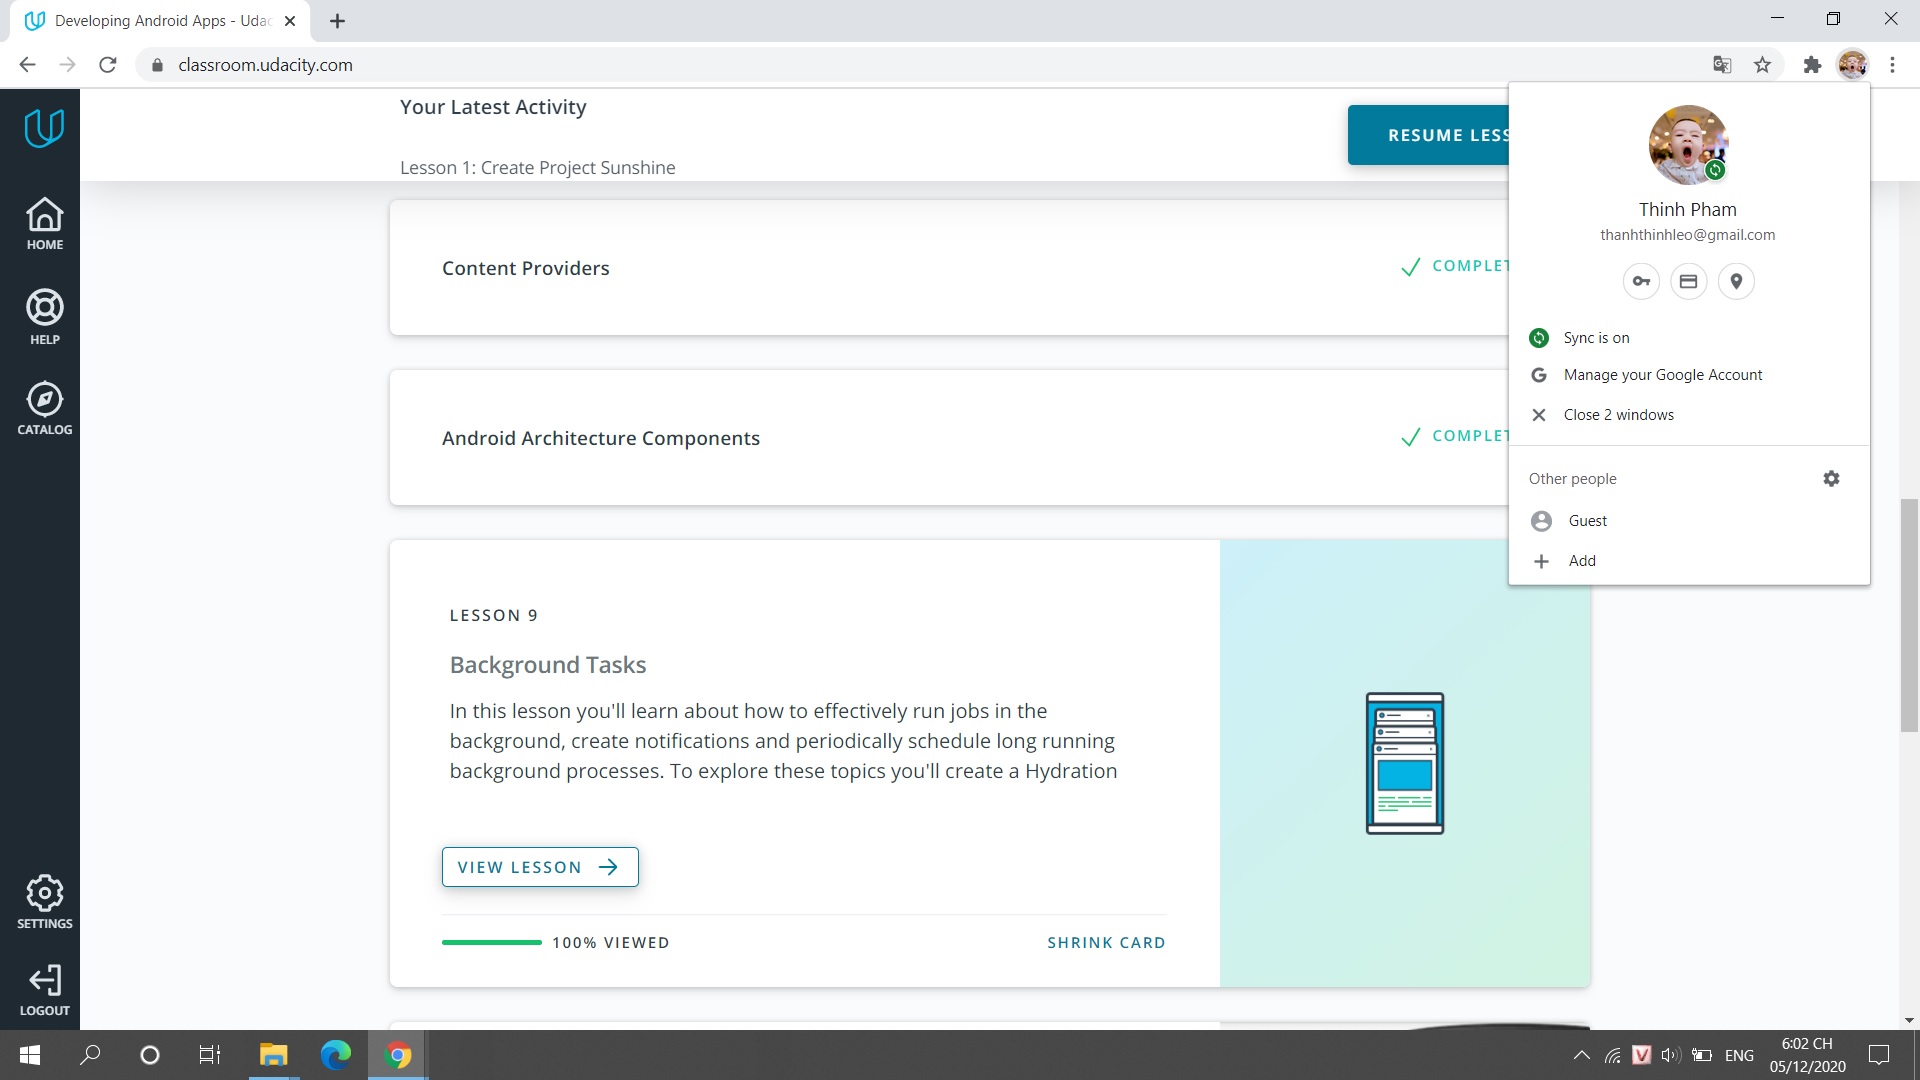 Developing Android Apps - Udac
classroom.udacity.com
Your Latest Activity
RESUME LESS
Lesson 1: Create Project Sunshine
HOME
HELP
CATALOG
SETTINGS
LOGOUT
Content Providers
COMPLET
Android Architecture Components
COMPLET
LESSON 9
Background Tasks
In this lesson you'll learn about how to effectively run jobs in the
background, create notifications and periodically schedule long running
background processes. To explore these topics you'll create a Hydration
VIEW LESSON
100% VIEWED
SHRINK CARD
Thinh Pham
thanhthinhleo@gmail.com
Sync is on
G Manage your Google Account
Close 2 windows
Other people
Guest
Add
V
ENG
6:02 CH
05/12/2020